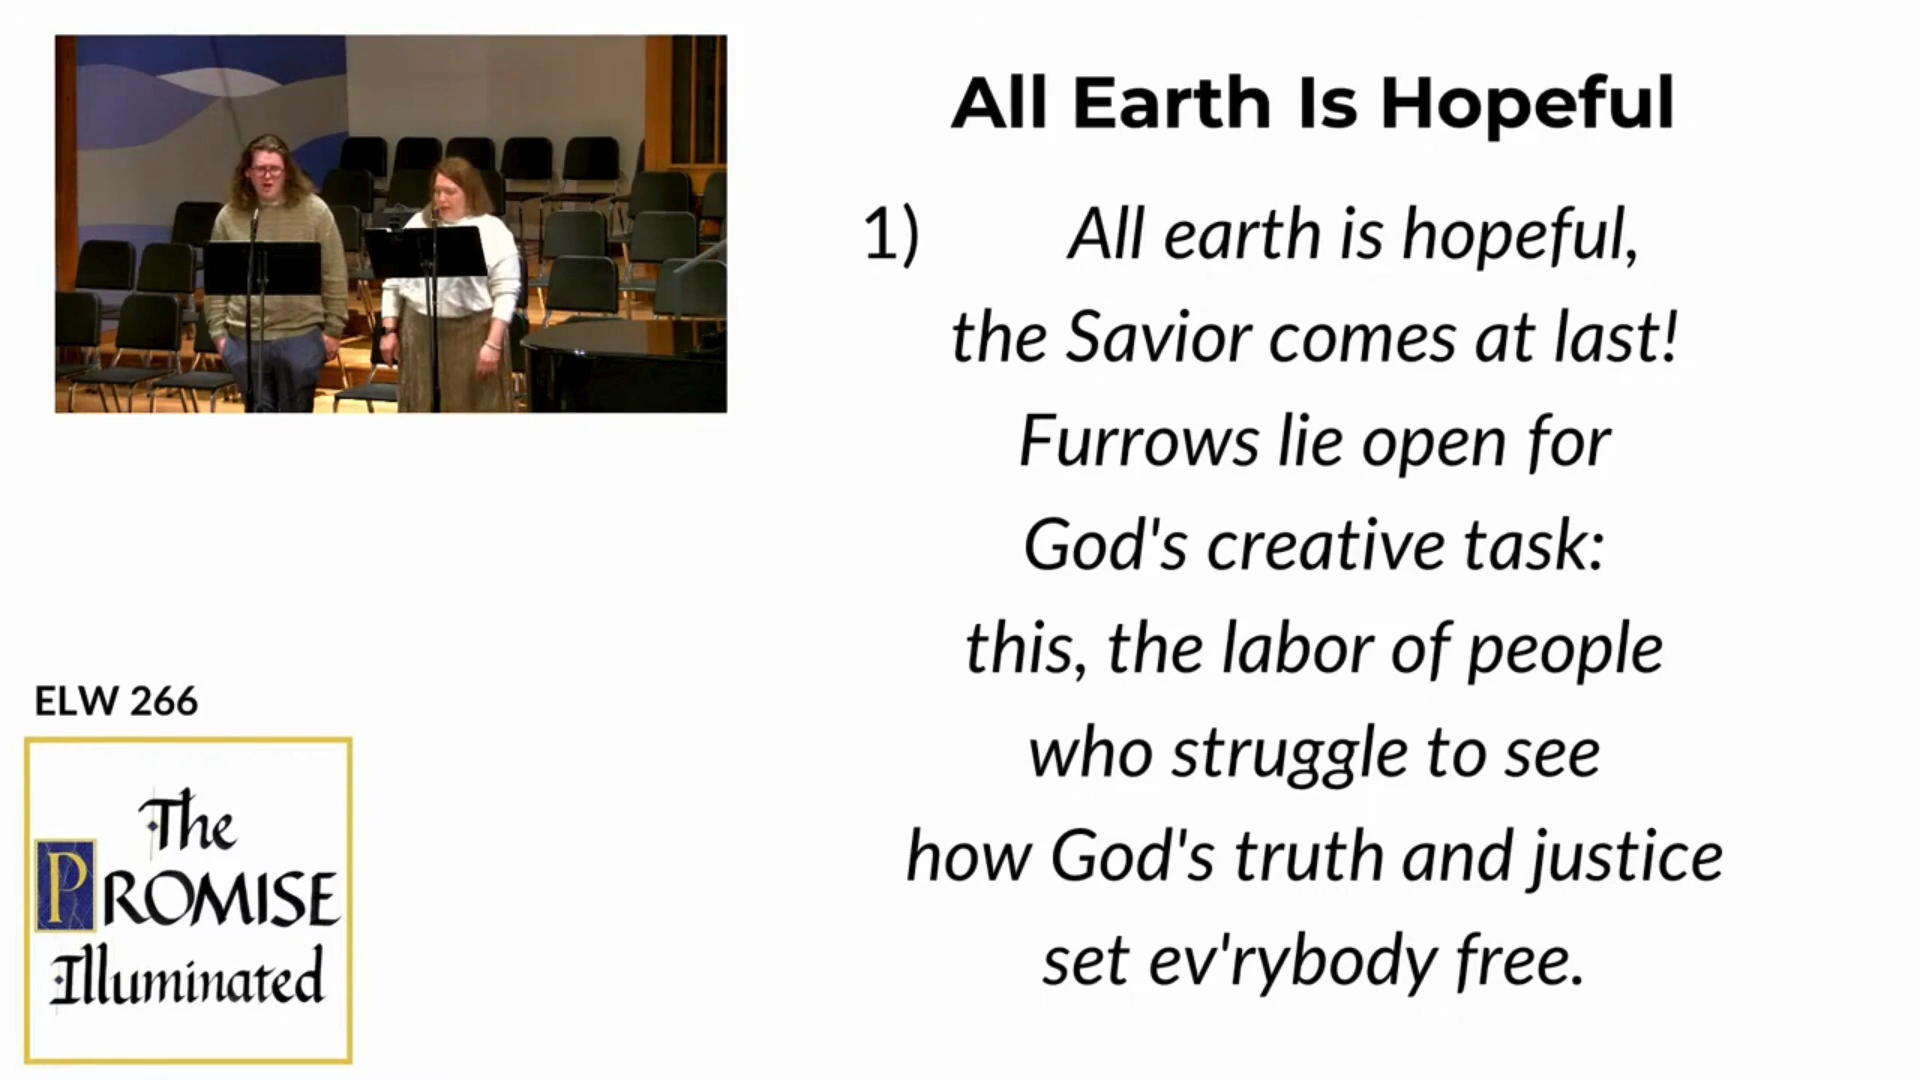 All Earth Is Hopeful
1) All earth is hopeful,
the Savior comes at last!
Furrows lie open for
God's creative task:
this, the labor of people
who struggle to see
how God's truth and justice
set ev'rybody free.
ELW 266
The
PROMISE
Illuminated